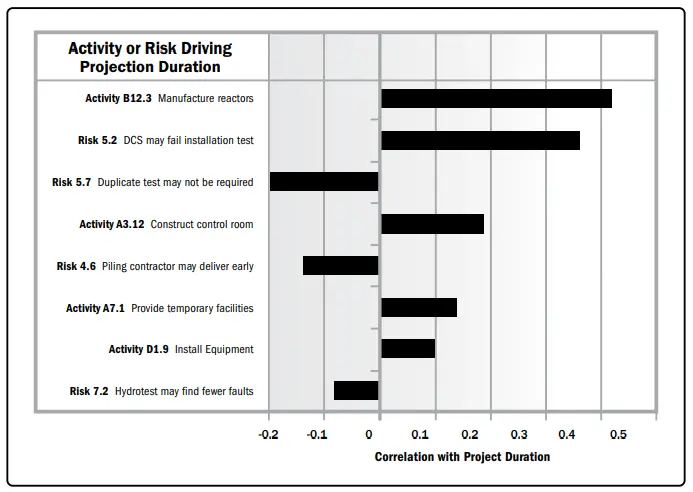 Activity or Risk Driving
Projection Duration
Activity B12.3 Manufacture reactors
Risk 5.2 DCS may fail installation test
Risk 5.7 Duplicate test may not be required
Activity A3.12 Construct control room
Risk 4.6 Piling contractor may deliver early
Activity A7.1 Provide temporary facilities
Activity D1.9 Install Equipment
Risk 7.2 Hydrotest may find fewer faults
-0.2 -0.1 0 0.1 0.2 0.3 0.4 0.5
Correlation with Project Duration